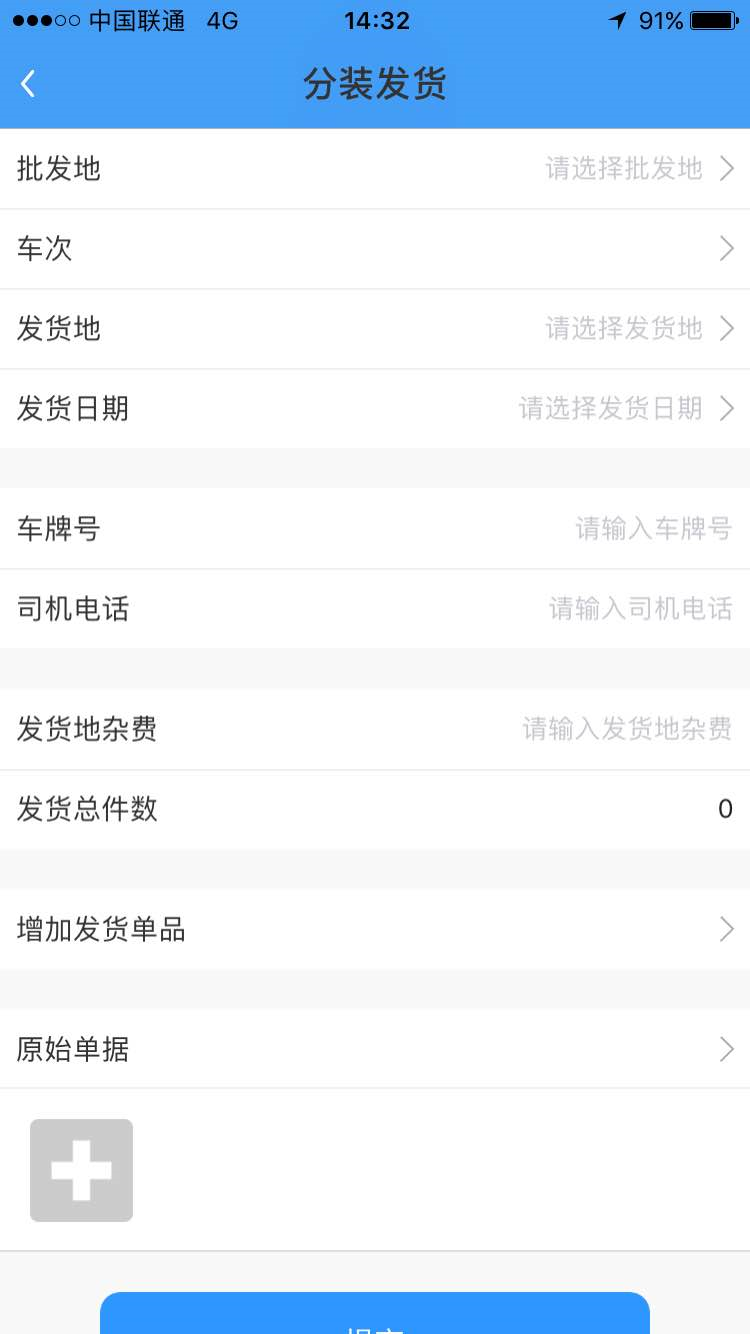 中国联通 4G 14:32 91%
分装发货
批发地 请选择批发地
车次
发货地 请选择发货地
发货日期 请选择发货日期
车牌号 请输入车牌号
司机电话 请输入司机电话
发货地杂费 请输入发货地杂费
发货总件数 0
增加发货单品
原始单据